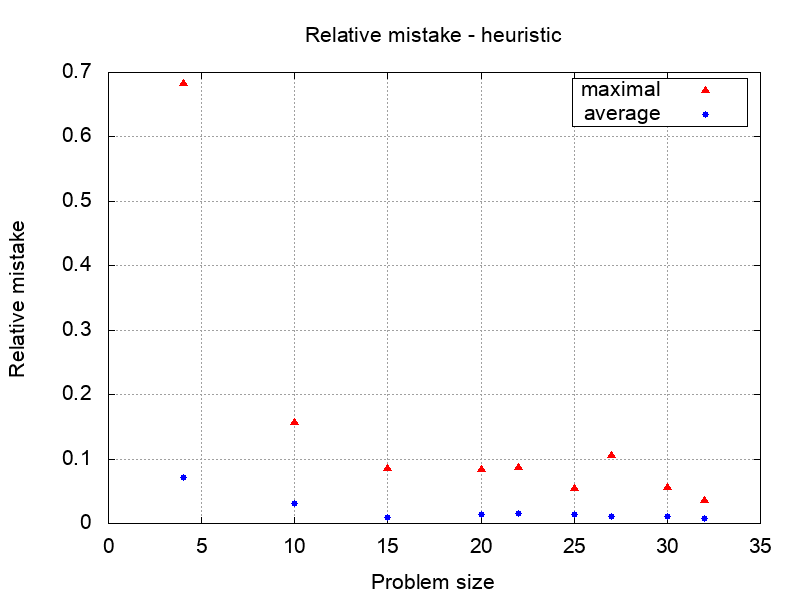 Relative mistake - heuristic
maximal
average
Relative mistake
0.7
0.6
0.5
0.4
0.3
0.2
0.1
0
0 5 10 15 20 25 30 35
Problem size